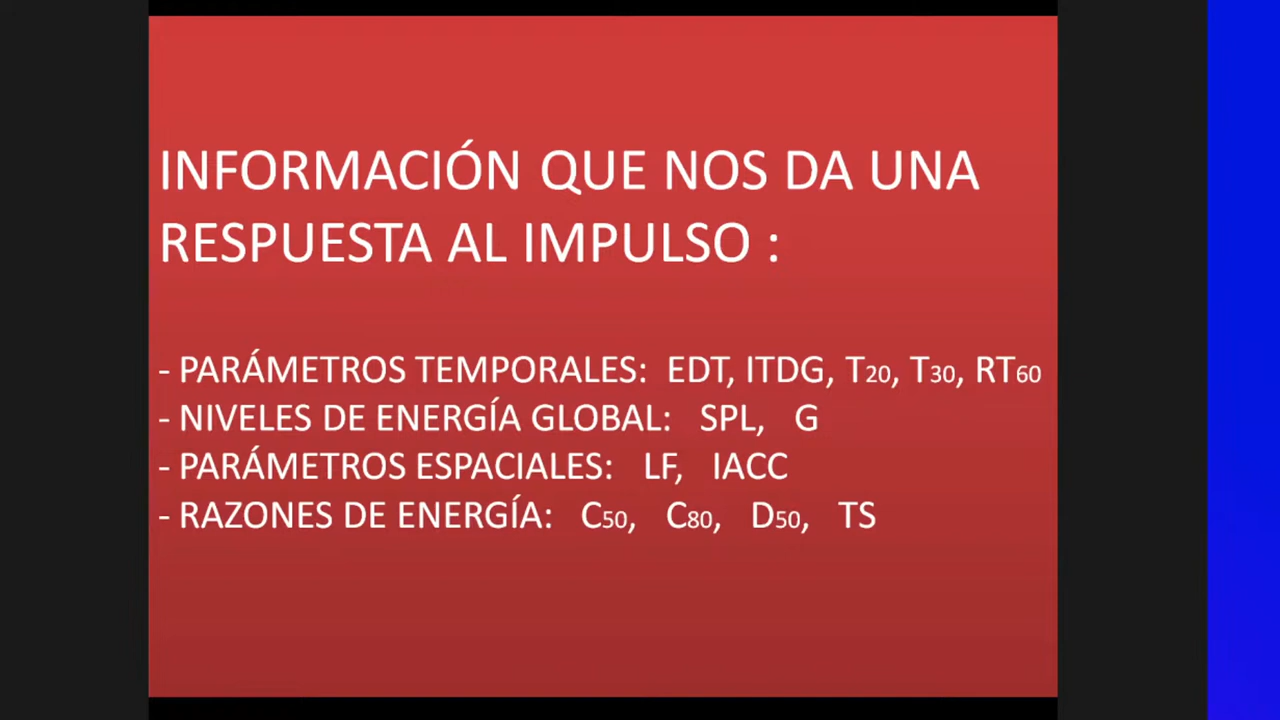 INFORMACIÓN QUE NOS DA UNA
RESPUESTA AL IMPULSO :
- PARÁMETROS TEMPORALES: EDT, ITDG, T20, T30, RT60
- NIVELES DE ENERGÍA GLOBAL: SPL, G
- PARÁMETROS ESPACIALES: LF, IACC
- RAZONES DE ENERGÍA: C50, C80, D50, TS